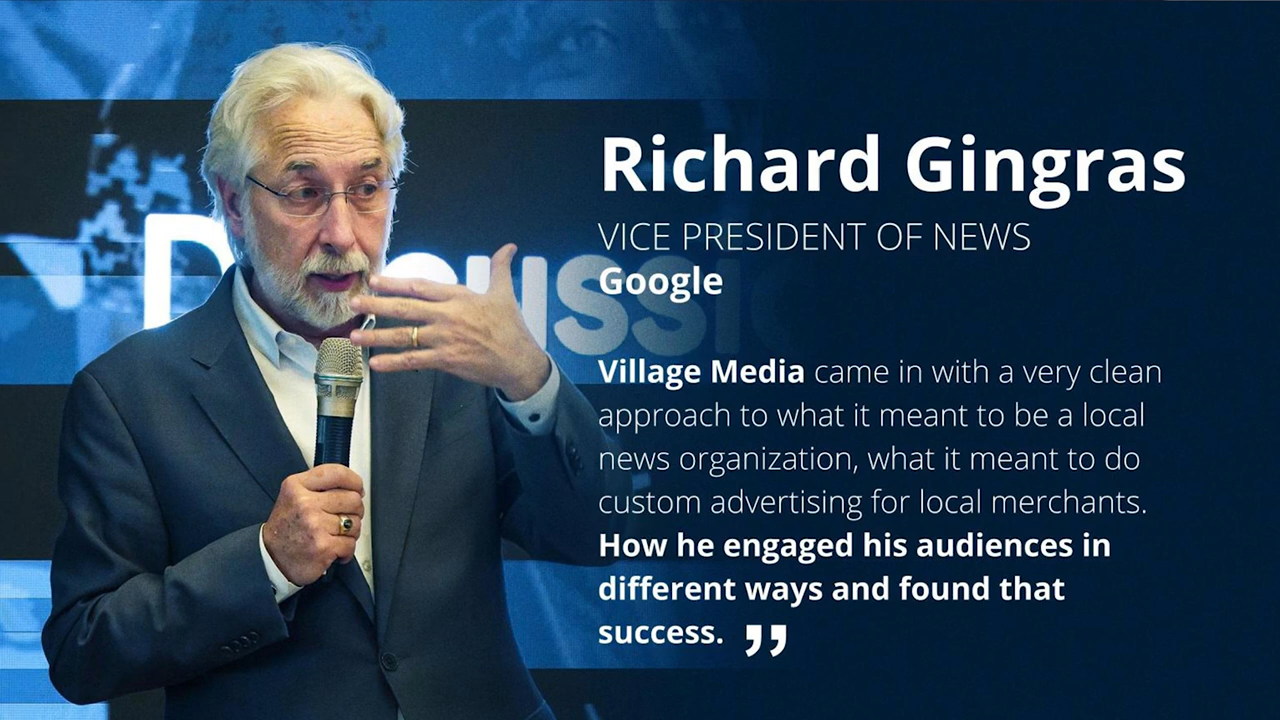 Discussio
Richard Gingras
VICE PRESIDENT OF NEWS
Google
Village Media came in with a very clean
approach to what it meant to be a local
news organization, what it meant to do
custom advertising for local merchants.
How he engaged his audiences in
different ways and found that
success. ”